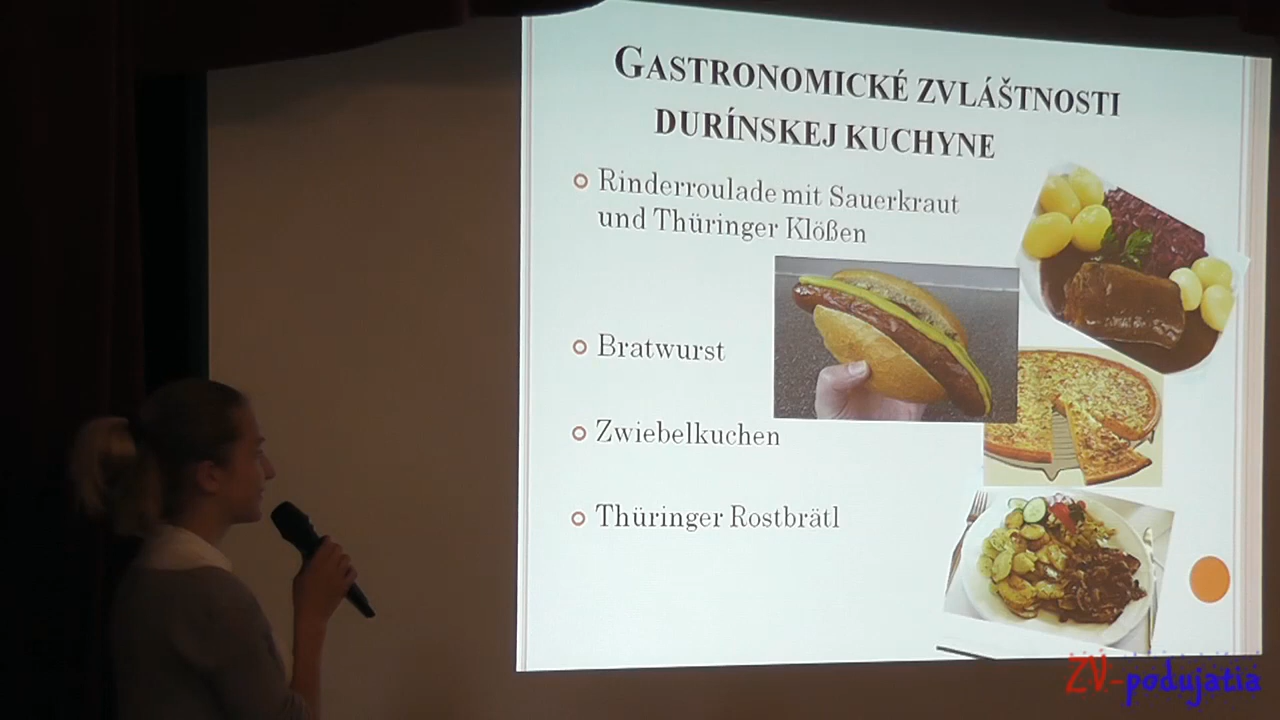 GASTRONOMICKÉ ZVLÁŠTNOSTI
DURÍNSKEJ KUCHYNE
Rinderroulade mit Sauerkraut
und Thüringer Klößen
Bratwurst
Zwiebelkuchen
Thüringer Rostbrätl
ZV-podujatia